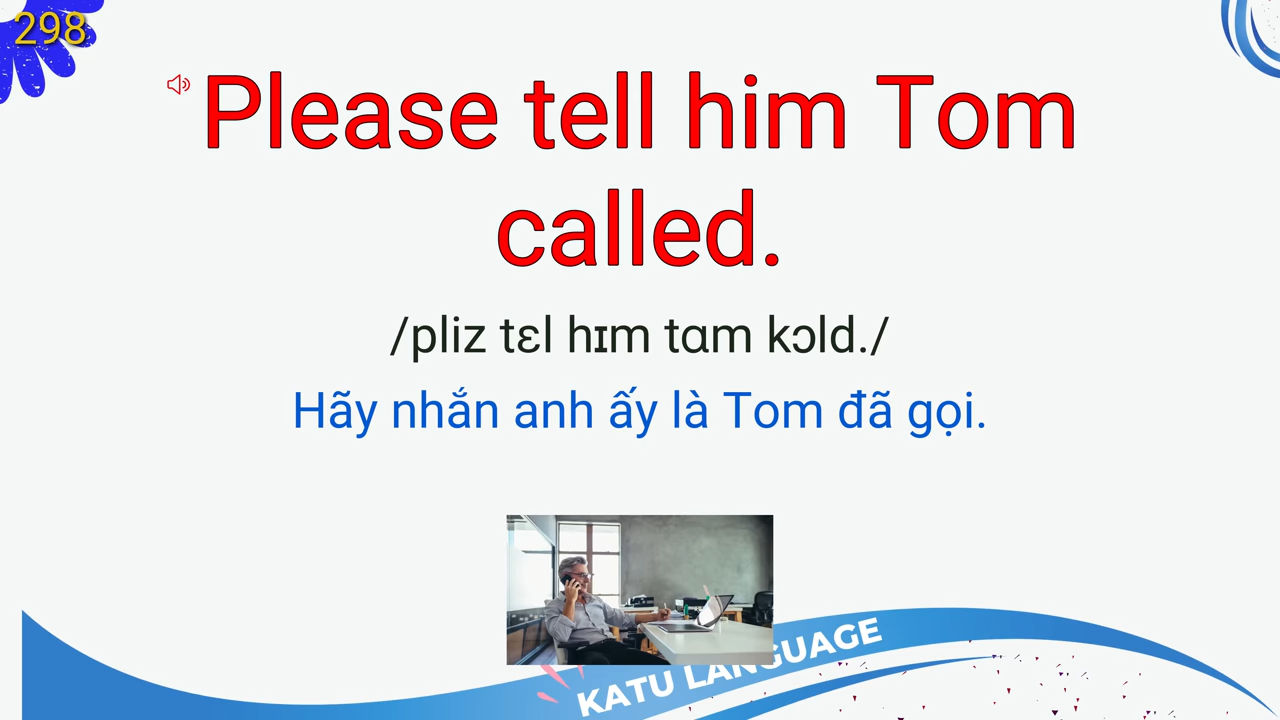 298
Please tell him Tom
called.
/pliz tɛl hɪm tɑm kɔld./
Hãy nhắn anh ấy là Tom đã gọi.
KATU LANGUAGE